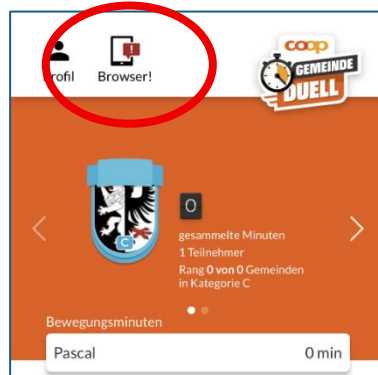 Profil Browser!
coop
GEMEINDE
DUELL
0
gesammelte Minuten
1 Teilnehmer
Rang 0 von 0 Gemeinden
in Kategorie C
C
Bewegungsminuten
Pascal 0 min